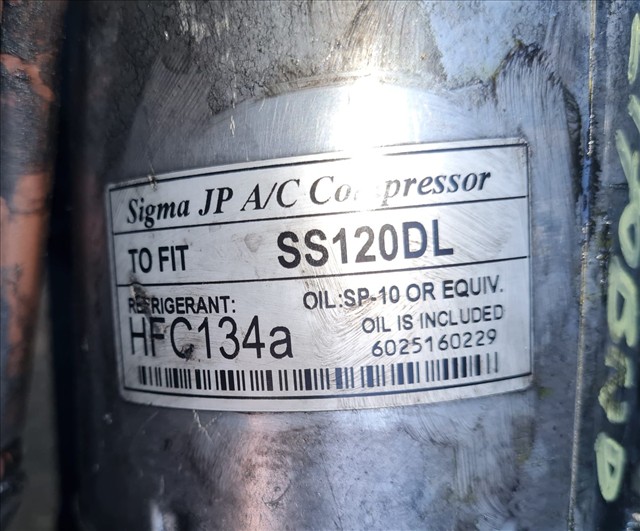 Sigma JP A/C Compressor
TO FIT SS120DL
REFRIGERANT: OIL:SP-10 OR EQUIV.
HFC134a OIL IS INCLUDED
6025160229